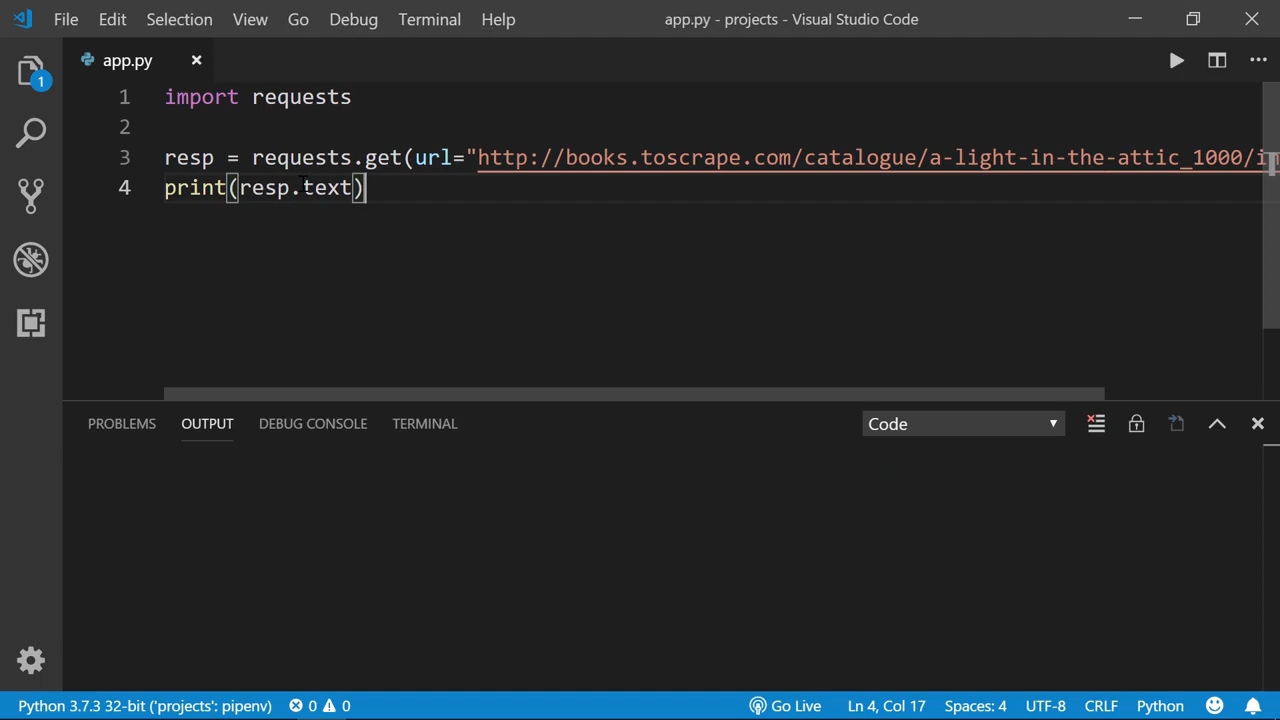 File Edit Selection View Go Debug Terminal Help app.py - projects - Visual Studio Code
1
app.py
1 import requests
2
3 resp = requests.get(url="http://books.toscrape.com/catalogue/a-light-in-the-attic_1000/in
4 print(resp.text)
PROBLEMS OUTPUT DEBUG CONSOLE TERMINAL Code
Python 3.7.3 32-bit ('projects': pipenv) 0 0 Go Live Ln 4, Col 17 Spaces: 4 UTF-8 CRLF Python